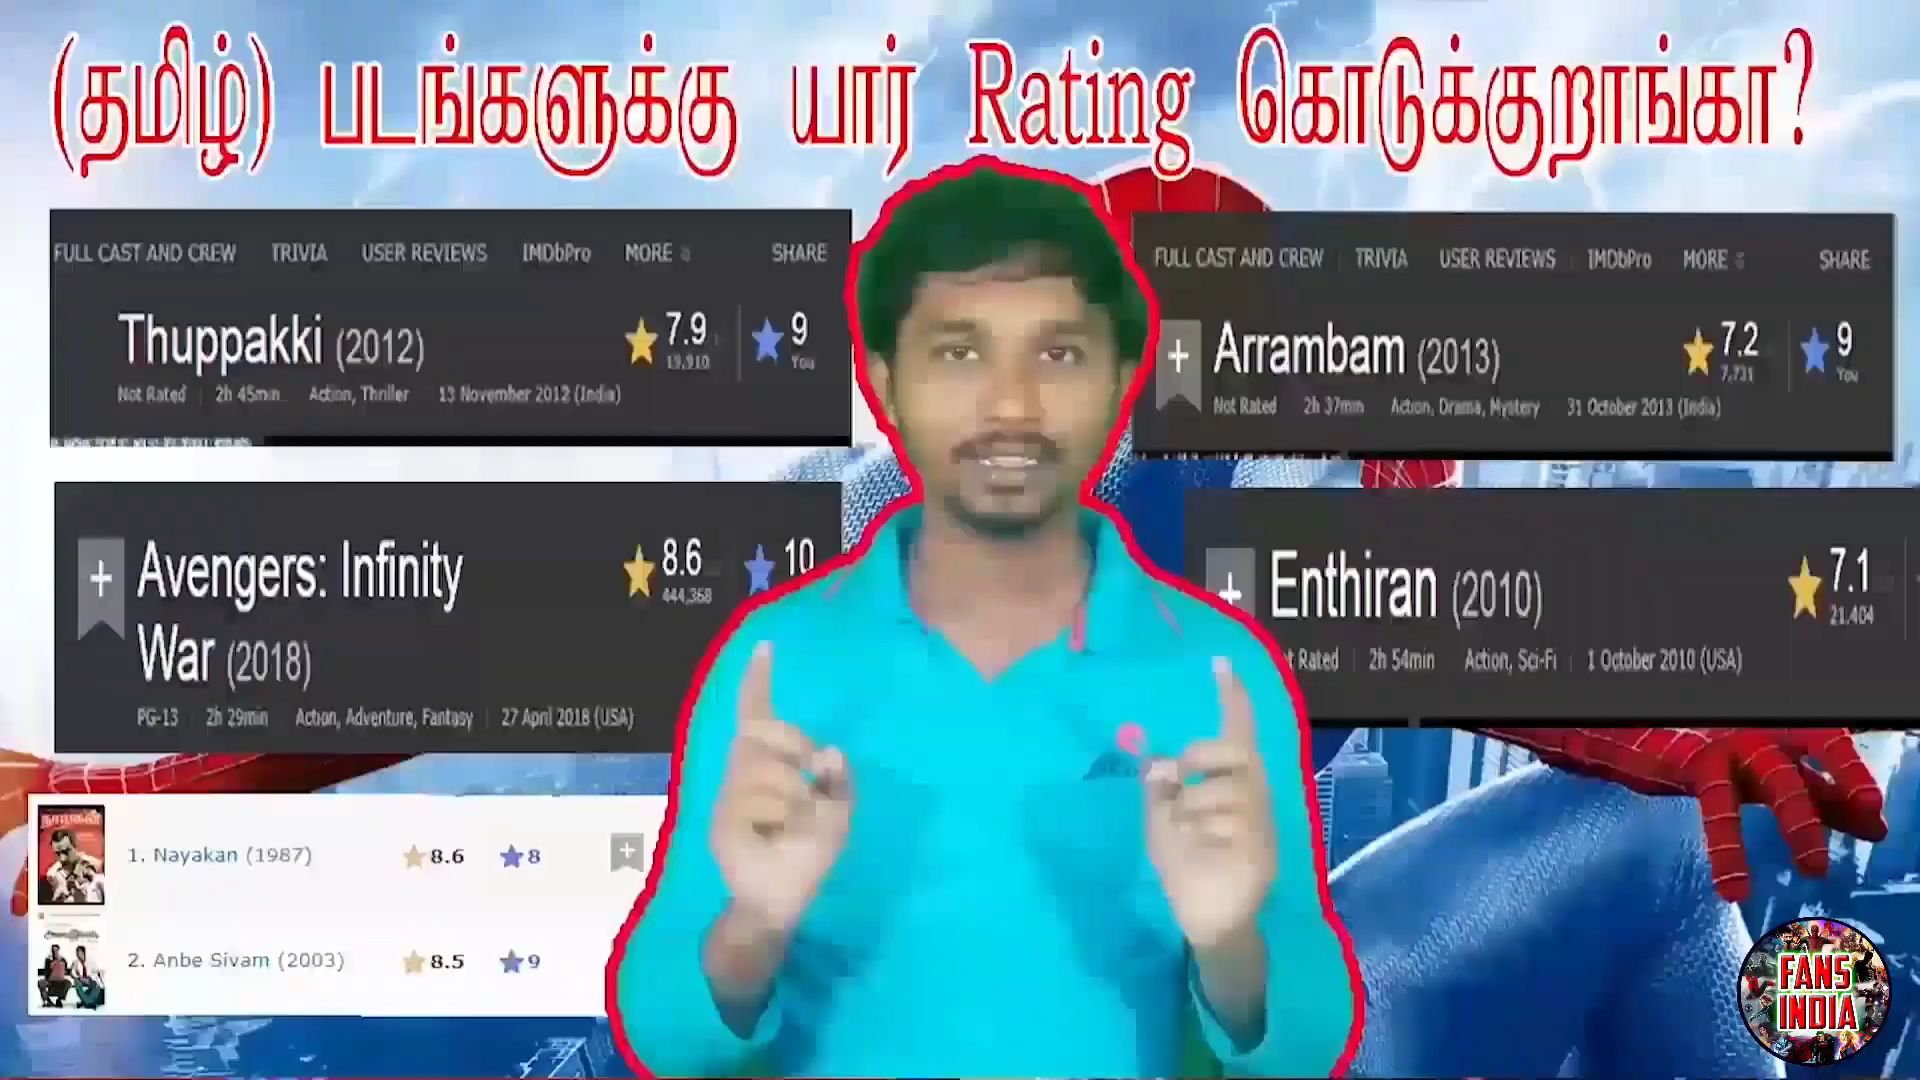 (தமிழ்) படங்களுக்கு யார் Rating கொடுக்குறாங்கா?
FULL CAST AND CREW TRIVIA USER REVIEWS IMDbPro MORE SHARE
Thuppakki (2012) 7.9 9
13,910 You
Not Rated 2h 45min Action, Thriller 13 November 2012 (India)
FULL CAST AND CREW TRIVIA USER REVIEWS IMDbPro MORE SHARE
+ Arrambam (2013) 7.2 9
7,731 You
Not Rated 2h 37min Action, Drama, Mystery 31 October 2013 (India)
+ Avengers: Infinity 8.6 10
444,368
War (2018)
PG-13 2h 29min Action, Adventure, Fantasy 27 April 2018 (USA)
+ Enthiran (2010) 7.1
21,404
Rated 2h 54min Action, Sci-Fi 1 October 2010 (USA)
நாயகன்
1. Nayakan (1987) 8.6 8 +
2. Anbe Sivam (2003) 8.5 9
FANS
INDIA